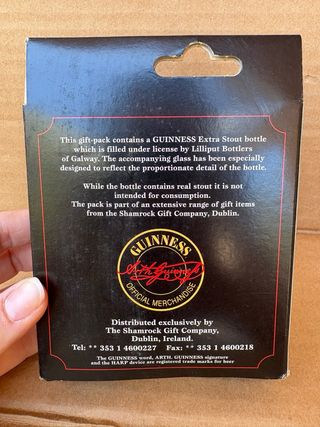 This gift-pack contains a GUINNESS Extra Stout bottle
which is filled under license by Lilliput Bottlers
of Galway. The accompanying glass has been especially
designed to reflect the proportionate detail of the bottle.
While the bottle contains real stout it is not
intended for consumption.
The pack is part of an extensive range of gift items
from the Shamrock Gift Company, Dublin.
GUINNESS
Arth Guinness
OFFICIAL MERCHANDISE
Distributed exclusively by
The Shamrock Gift Company,
Dublin, Ireland.
Tel: ** 353 1 4600227 Fax: ** 353 1 4600218
The GUINNESS word, ARTH. GUINNESS signature
and the HARP device are registered trade marks for beer